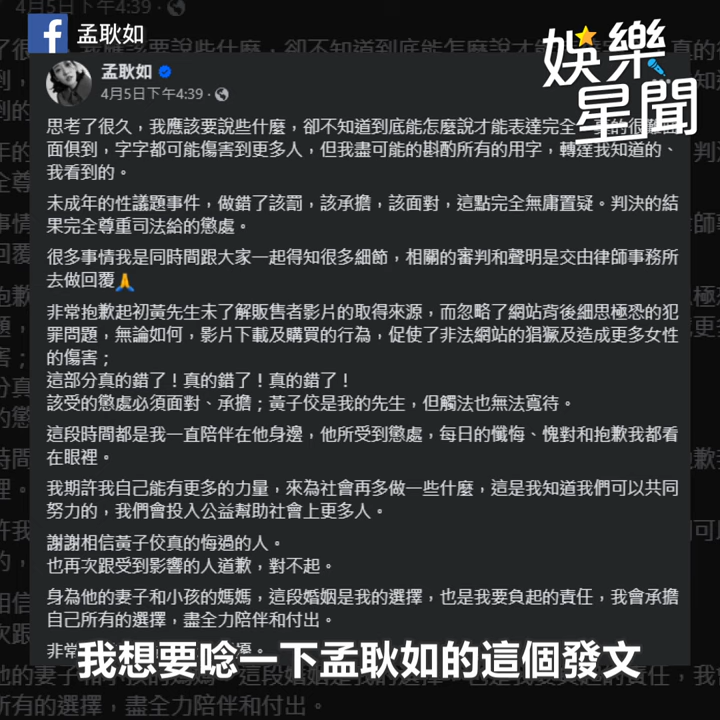 孟耿如
娛樂
星聞
孟耿如
4月5日下午4:39
思考了很久，我應該要說些什麼，卻不知道到底能怎麼說才能表達完全
面俱到，字字都可能傷害到更多人，但我盡可能的斟酌所有的用字，轉達我知道的、
我看到的。
未成年的性議題事件，做錯了該罰，該承擔，該面對，這點完全無庸置疑。判決的結
果完全尊重司法給的懲處。
很多事情我是同時間跟大家一起得知很多細節，相關的審判和聲明是交由律師事務所
去做回覆🙏
非常抱歉起初黃先生未了解販售者影片的取得來源，而忽略了網站背後細思極恐的犯
罪問題，無論如何，影片下載及購買的行為，促使了非法網站的猖獗及造成更多女性
的傷害；
這部分真的錯了！真的錯了！真的錯了！
該受的懲處必須面對、承擔；黃子佼是我的先生，但觸法也無法寬待。
這段時間都是我一直陪伴在他身邊，他所受到懲處，每日的懺悔、愧對和抱歉我都看
在眼裡。
我期許我自己能有更多的力量，來為社會再多做一些什麼，這是我知道我們可以共同
努力的，我們會投入公益幫助社會上更多人。
謝謝相信黃子佼真的悔過的人。
也再次跟受到影響的人道歉，對不起。
身為他的妻子和小孩的媽媽，這段婚姻是我的選擇，也是我要負起的責任，我會承擔
自己所有的選擇，盡全力陪伴和付出。
非常
我想要唸一下孟耿如的這個發文